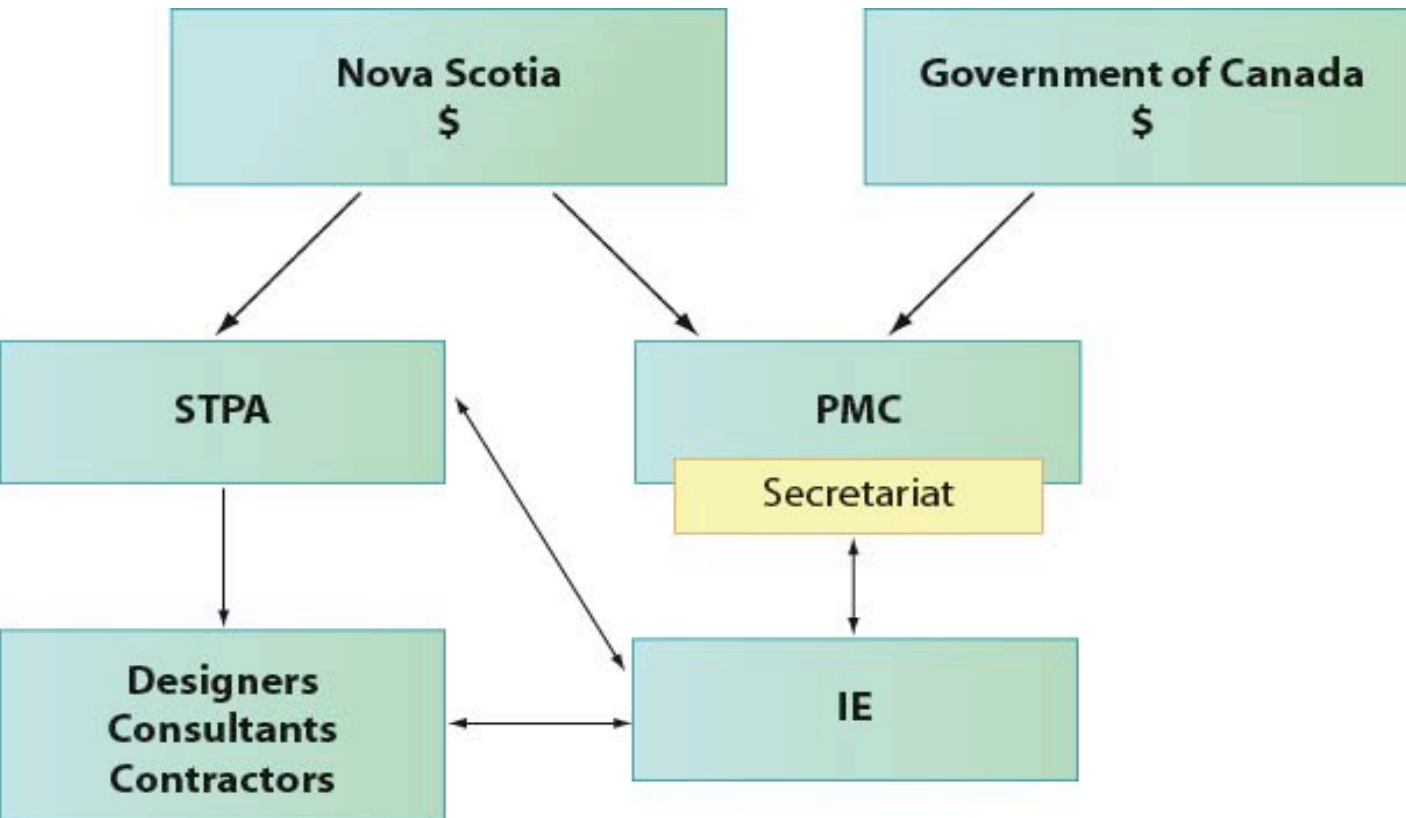 Nova Scotia
$
Government of Canada
$
STPA
PMC
Secretariat
Designers
Consultants
Contractors
IE